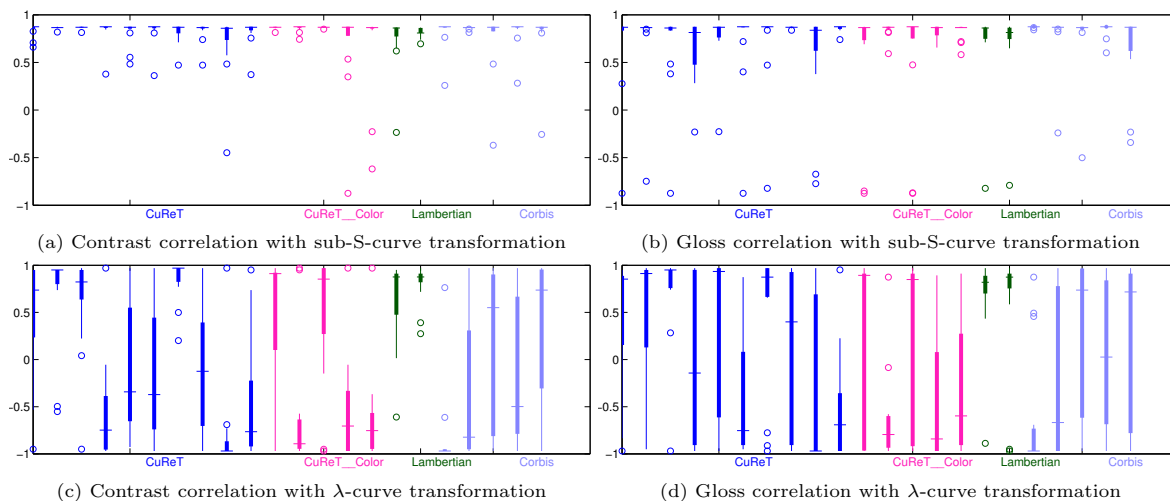 1
0.5
0
−0.5
−1
CuReT CuReT__Color Lambertian Corbis
(a) Contrast correlation with sub-S-curve transformation
1
0.5
0
−0.5
−1
CuReT CuReT__Color Lambertian Corbis
(b) Gloss correlation with sub-S-curve transformation
1
0.5
0
−0.5
−1
CuReT CuReT__Color Lambertian Corbis
(c) Contrast correlation with λ-curve transformation
1
0.5
0
−0.5
−1
CuReT CuReT__Color Lambertian Corbis
(d) Gloss correlation with λ-curve transformation